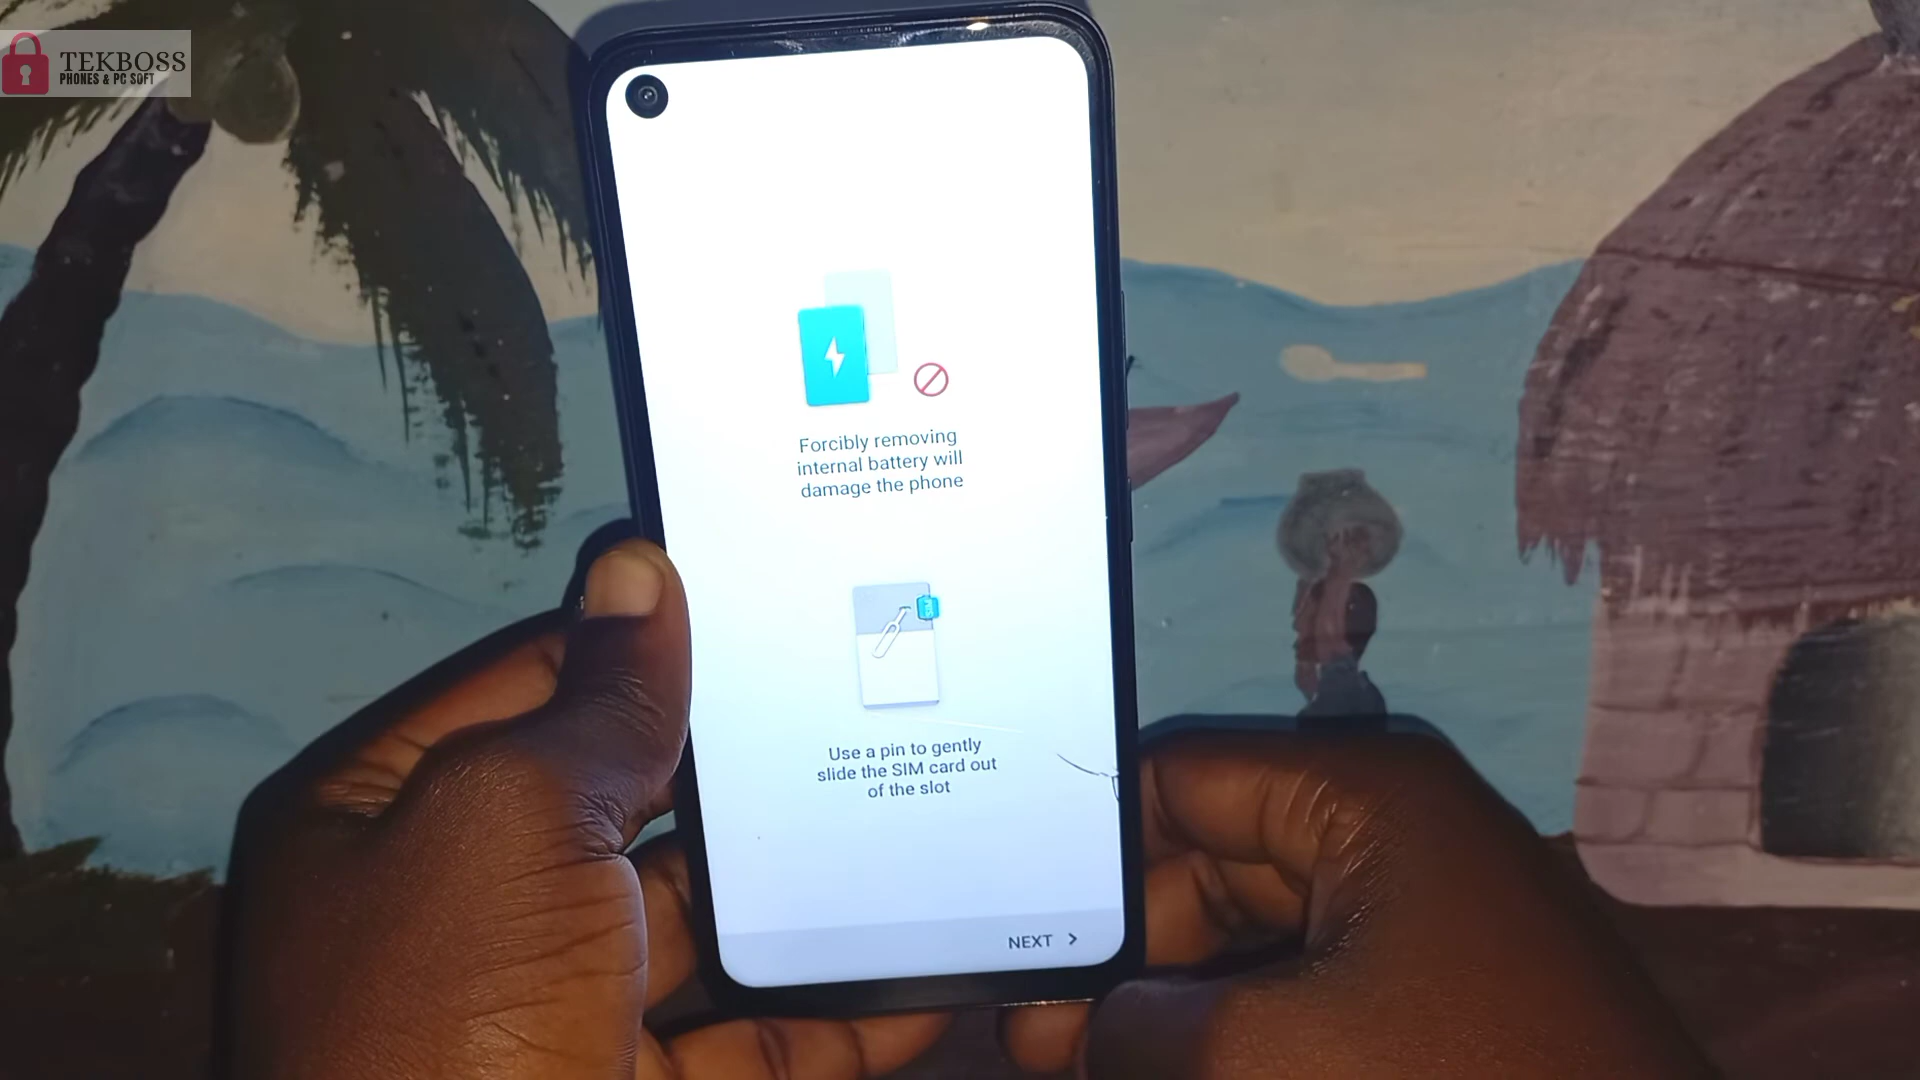 TEKBOSS
PHONES & PC SOFT
Forcibly removing
internal battery will
damage the phone
SIM
Use a pin to gently
slide the SIM card out
of the slot
NEXT